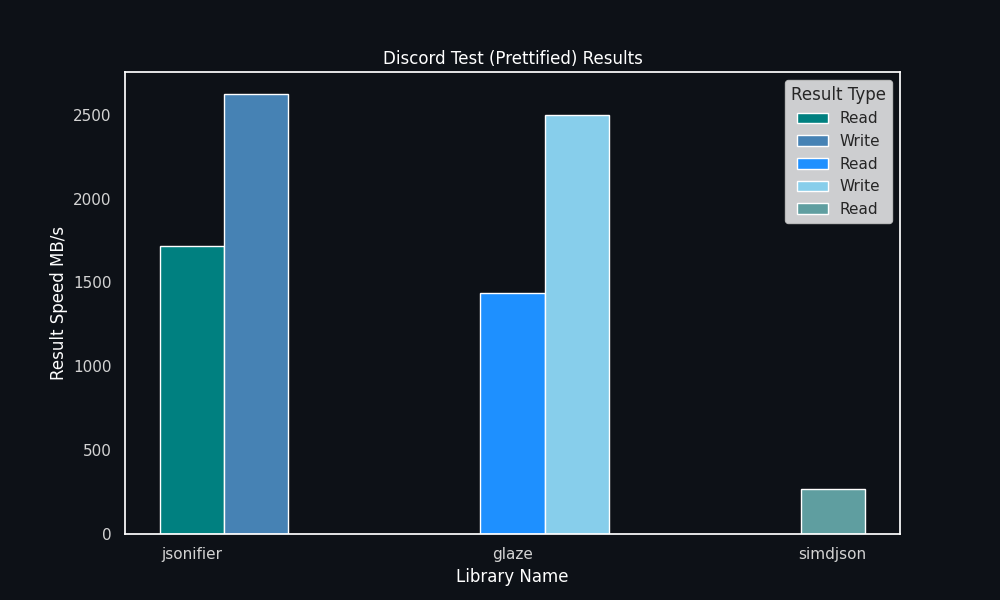 Discord Test (Prettified) Results
Result Type
Read
Write
Read
Write
Read
Result Speed MB/s
2500
2000
1500
1000
500
0
jsonifier
glaze
simdjson
Library Name